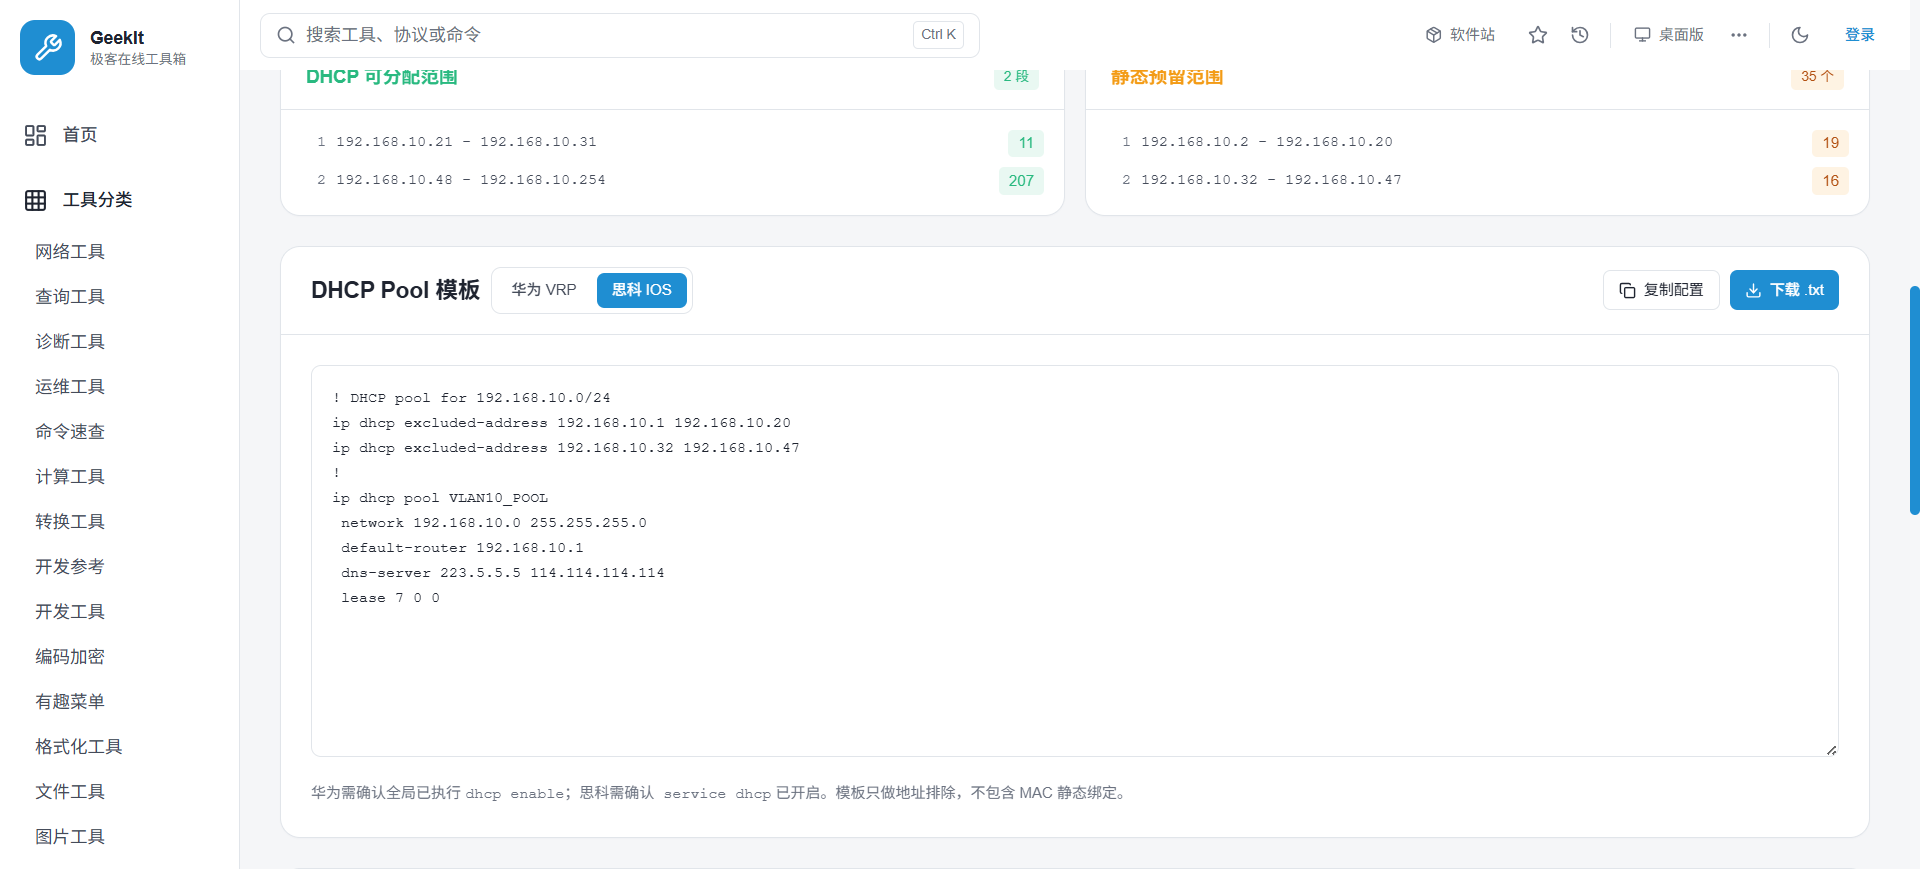 GeekIt
极客在线工具箱
首页
工具分类
网络工具
查询工具
诊断工具
运维工具
命令速查
计算工具
转换工具
开发参考
开发工具
编码加密
有趣菜单
格式化工具
文件工具
图片工具
搜索工具、协议或命令
Ctrl K
软件站
桌面版
登录
DHCP 可分配范围
2 段
1 192.168.10.21 - 192.168.10.31
11
2 192.168.10.48 - 192.168.10.254
207
静态预留范围
35 个
1 192.168.10.2 - 192.168.10.20
19
2 192.168.10.32 - 192.168.10.47
16
DHCP Pool 模板
华为 VRP
思科 IOS
复制配置
下载 .txt
! DHCP pool for 192.168.10.0/24
ip dhcp excluded-address 192.168.10.1 192.168.10.20
ip dhcp excluded-address 192.168.10.32 192.168.10.47
!
ip dhcp pool VLAN10_POOL
network 192.168.10.0 255.255.255.0
default-router 192.168.10.1
dns-server 223.5.5.5 114.114.114.114
lease 7 0 0
华为需确认全局已执行 dhcp enable；思科需确认 service dhcp 已开启。模板只做地址排除，不包含 MAC 静态绑定。